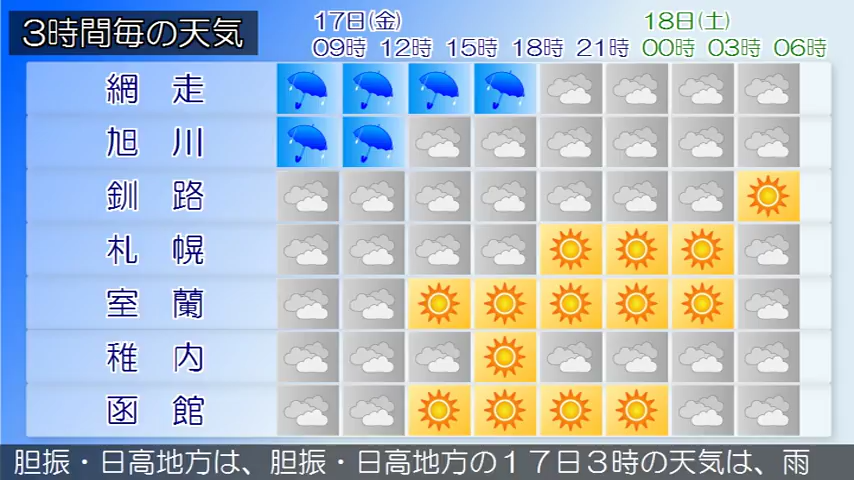 3時間毎の天気
17日(金) 18日(土)
09時 12時 15時 18時 21時 00時 03時 06時
網 走
旭 川
釧 路
札 幌
室 蘭
稚 内
函 館
胆振・日高地方は、胆振・日高地方の17日3時の天気は、雨